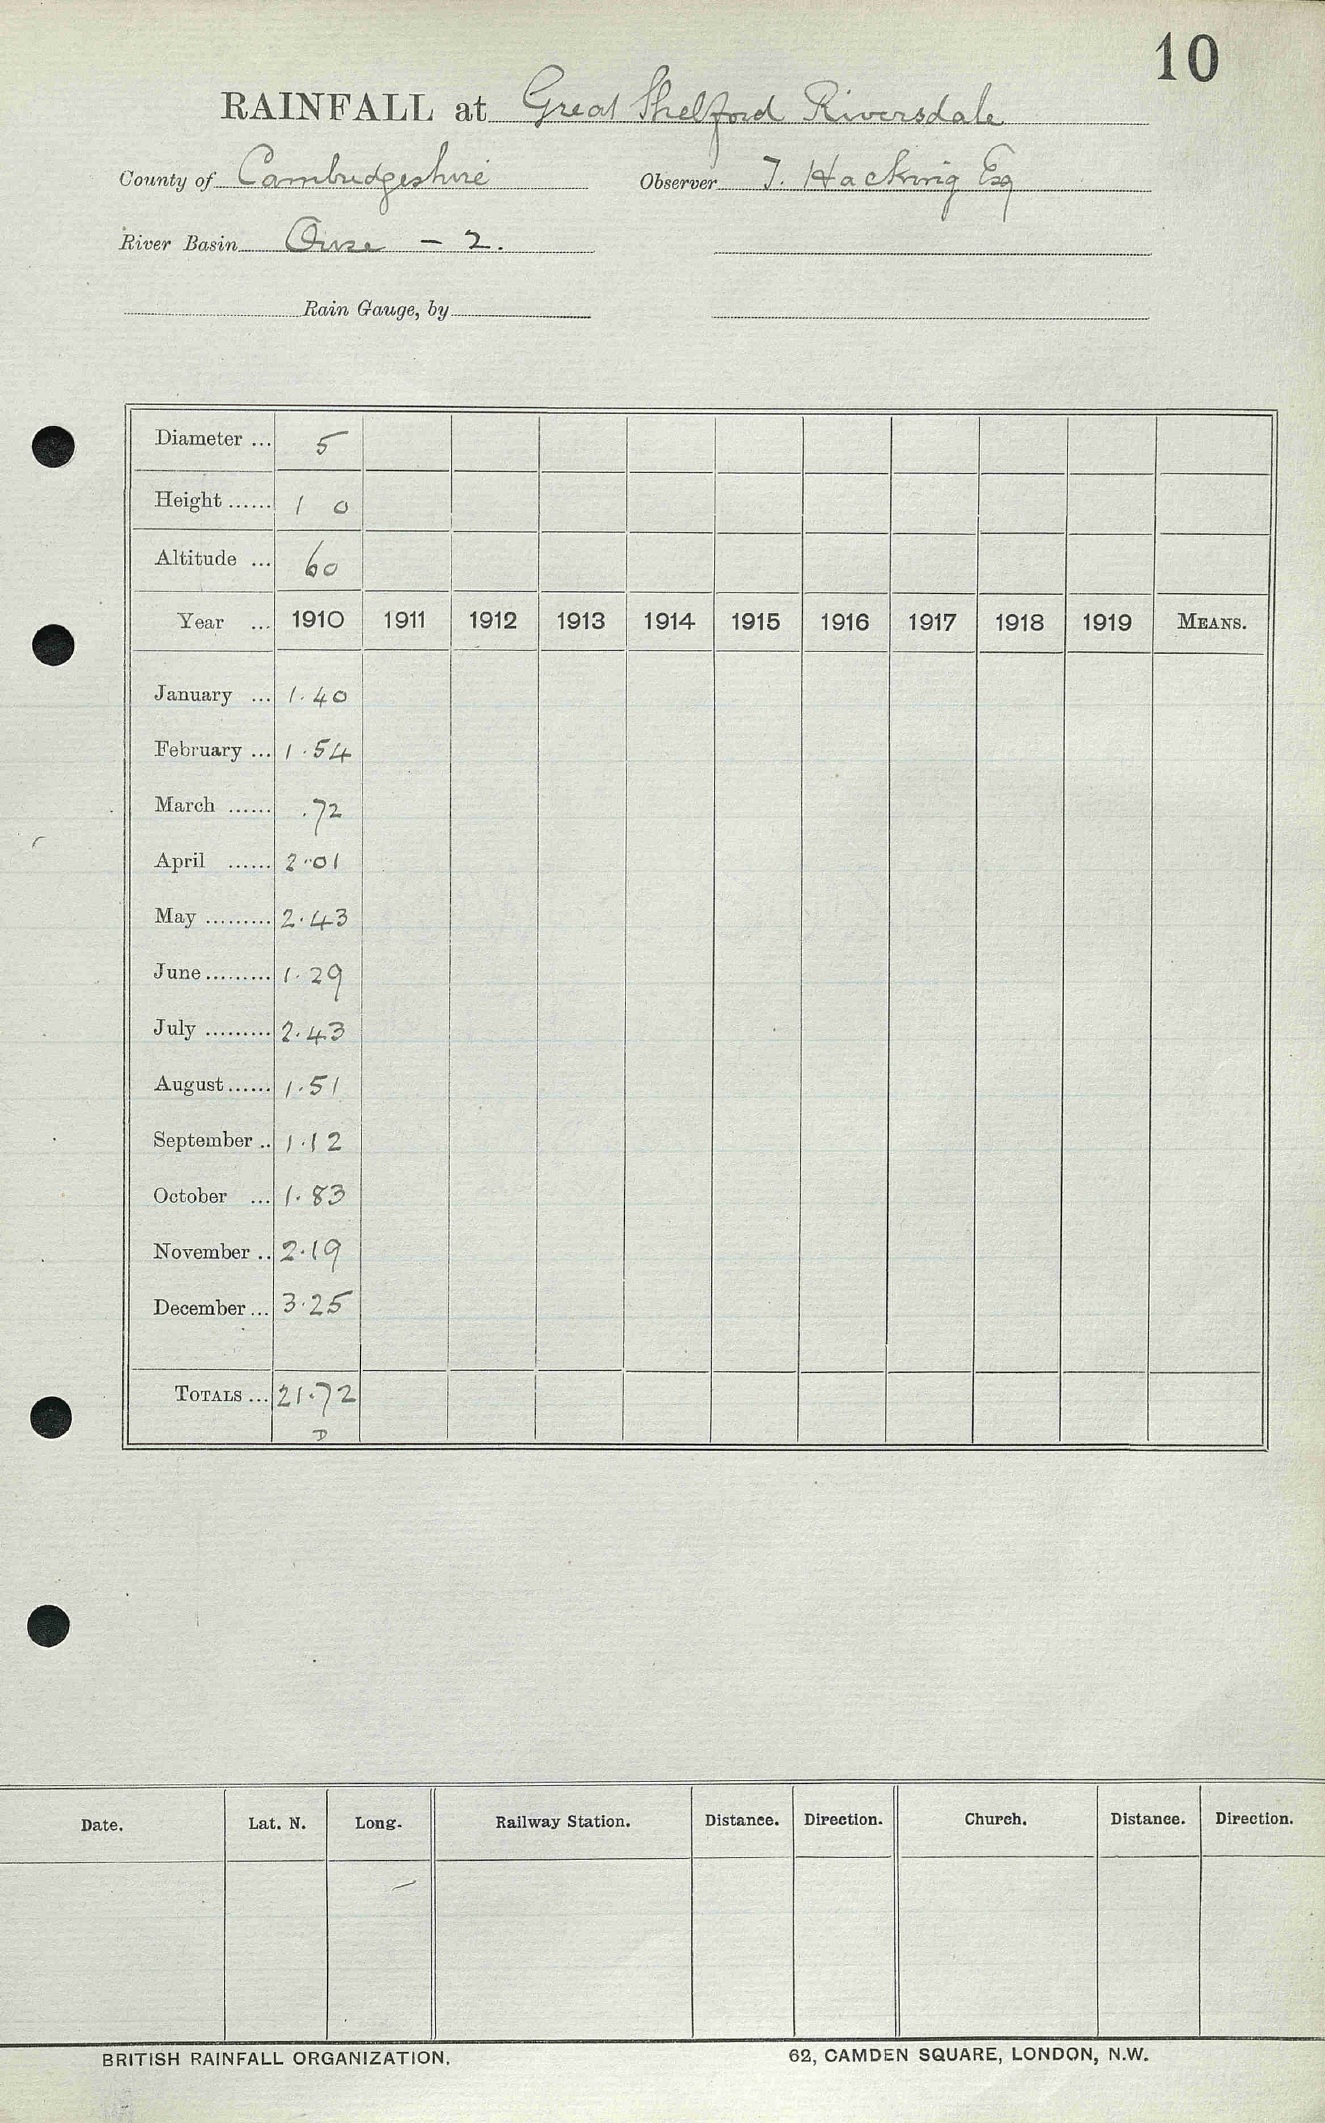 10
RAINFALL at Great Shelford Riversdale
County of Cambridgeshire Observer T. Hacking Esq
River Basin Ouse - 2.
Rain Gauge, by
Diameter ... 5
Height ...... 1 0
Altitude ... 60
Year ... 1910 1911 1912 1913 1914 1915 1916 1917 1918 1919 MEANS.
January ... 1.40
February ... 1.54
March ...... .72
April ...... 2.01
May ......... 2.43
June ......... 1.29
July ......... 2.43
August ...... 1.51
September .. 1.12
October ... 1.83
November .. 2.19
December ... 3.25
TOTALS ... 21.72
D
Date. Lat. N. Long. Railway Station. Distance. Direction. Church. Distance. Direction.
BRITISH RAINFALL ORGANIZATION. 62, CAMDEN SQUARE, LONDON, N.W.